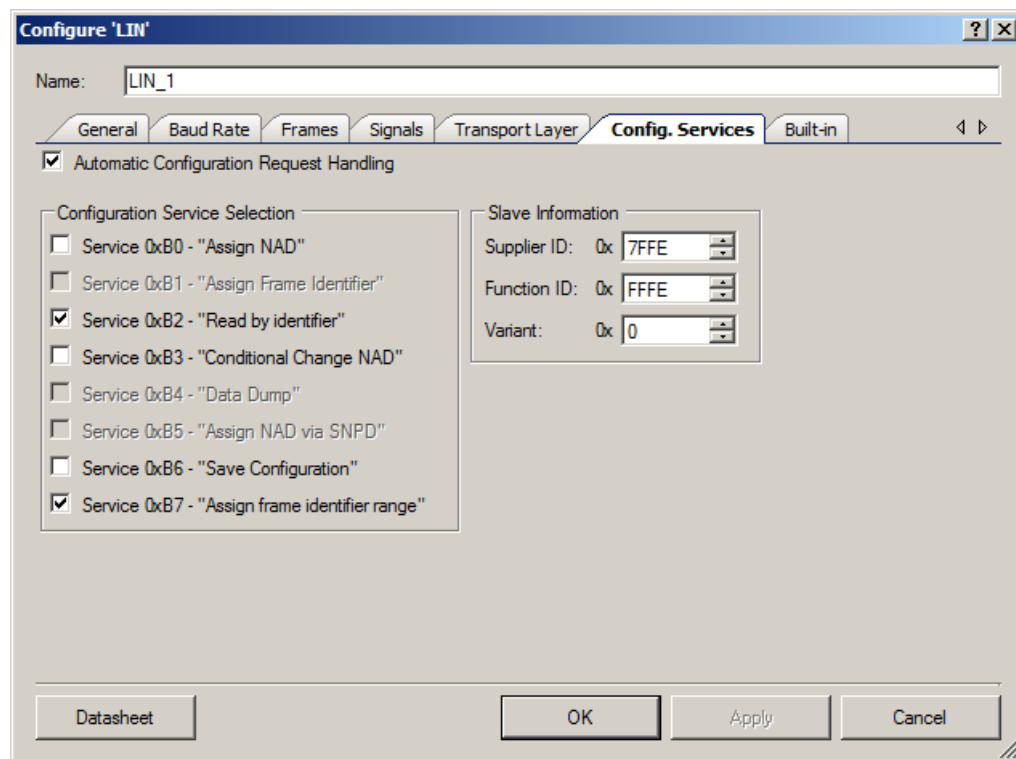 Configure 'LIN'
Name: LIN_1
General Baud Rate Frames Signals Transport Layer Config. Services Built-in
Automatic Configuration Request Handling
Configuration Service Selection
Service 0xB0 - "Assign NAD"
Service 0xB1 - "Assign Frame Identifier"
Service 0xB2 - "Read by identifier"
Service 0xB3 - "Conditional Change NAD"
Service 0xB4 - "Data Dump"
Service 0xB5 - "Assign NAD via SNPD"
Service 0xB6 - "Save Configuration"
Service 0xB7 - "Assign frame identifier range"
Slave Information
Supplier ID: 0x 7FFE
Function ID: 0x FFFE
Variant: 0x 0
Datasheet OK Apply Cancel